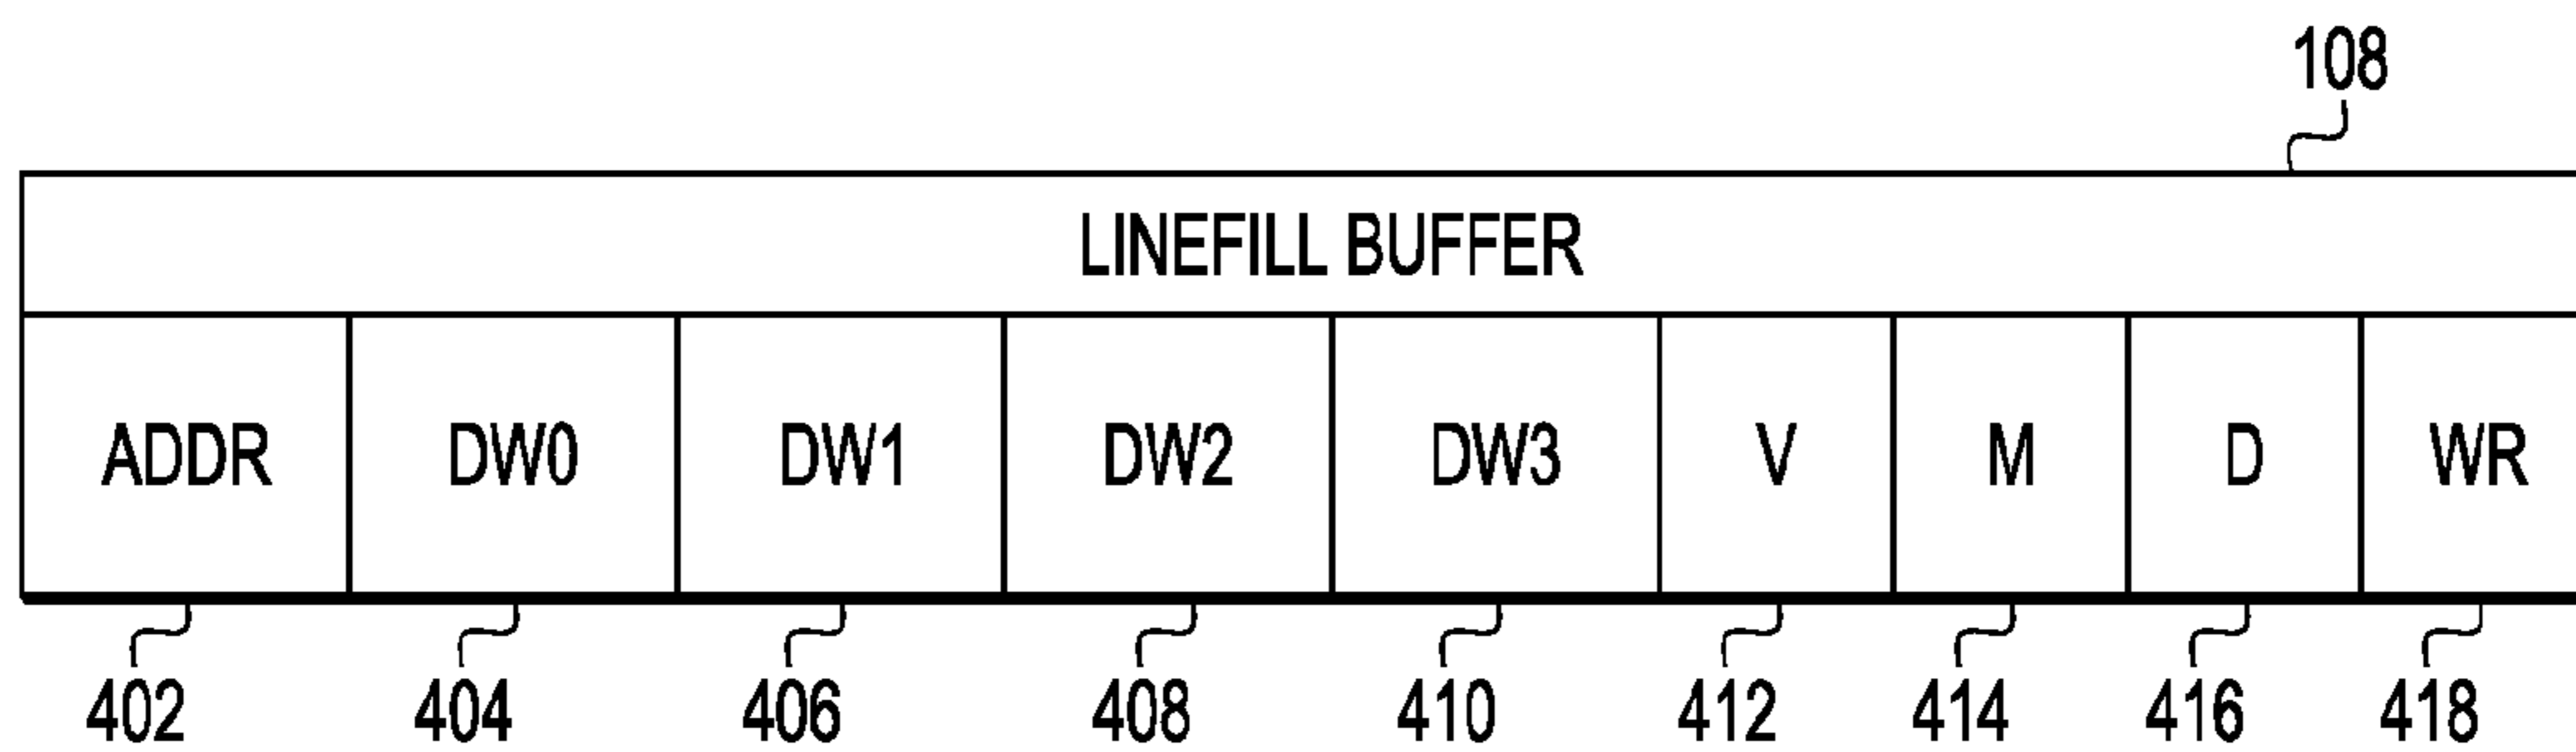 108
LINEFILL BUFFER
ADDR DW0 DW1 DW2 DW3 V M D WR
402 404 406 408 410 412 414 416 418